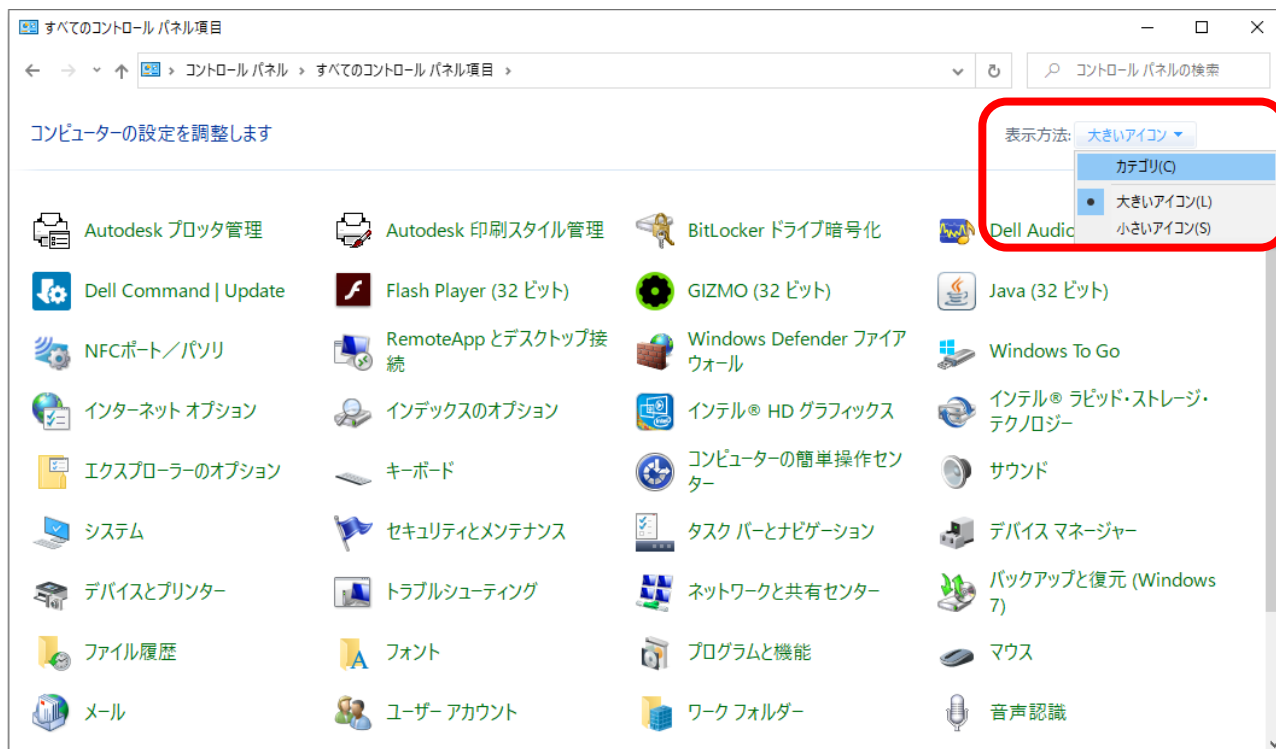 すべてのコントロール パネル項目
コントロール パネル › すべてのコントロール パネル項目 ›
コントロール パネルの検索
コンピューターの設定を調整します
表示方法: 大きいアイコン
カテゴリ(C)
大きいアイコン(L)
小さいアイコン(S)
Autodesk プロッタ管理
Autodesk 印刷スタイル管理
BitLocker ドライブ暗号化
Dell Audio
Dell Command | Update
Flash Player (32 ビット)
GIZMO (32 ビット)
Java (32 ビット)
NFCポート／パソリ
RemoteApp とデスクトップ接
続
Windows Defender ファイア
ウォール
Windows To Go
インターネット オプション
インデックスのオプション
インテル® HD グラフィックス
インテル® ラピッド・ストレージ・
テクノロジー
エクスプローラーのオプション
キーボード
コンピューターの簡単操作セン
ター
サウンド
システム
セキュリティとメンテナンス
タスク バーとナビゲーション
デバイス マネージャー
デバイスとプリンター
トラブルシューティング
ネットワークと共有センター
バックアップと復元 (Windows
7)
ファイル履歴
フォント
プログラムと機能
マウス
メール
ユーザー アカウント
ワーク フォルダー
音声認識